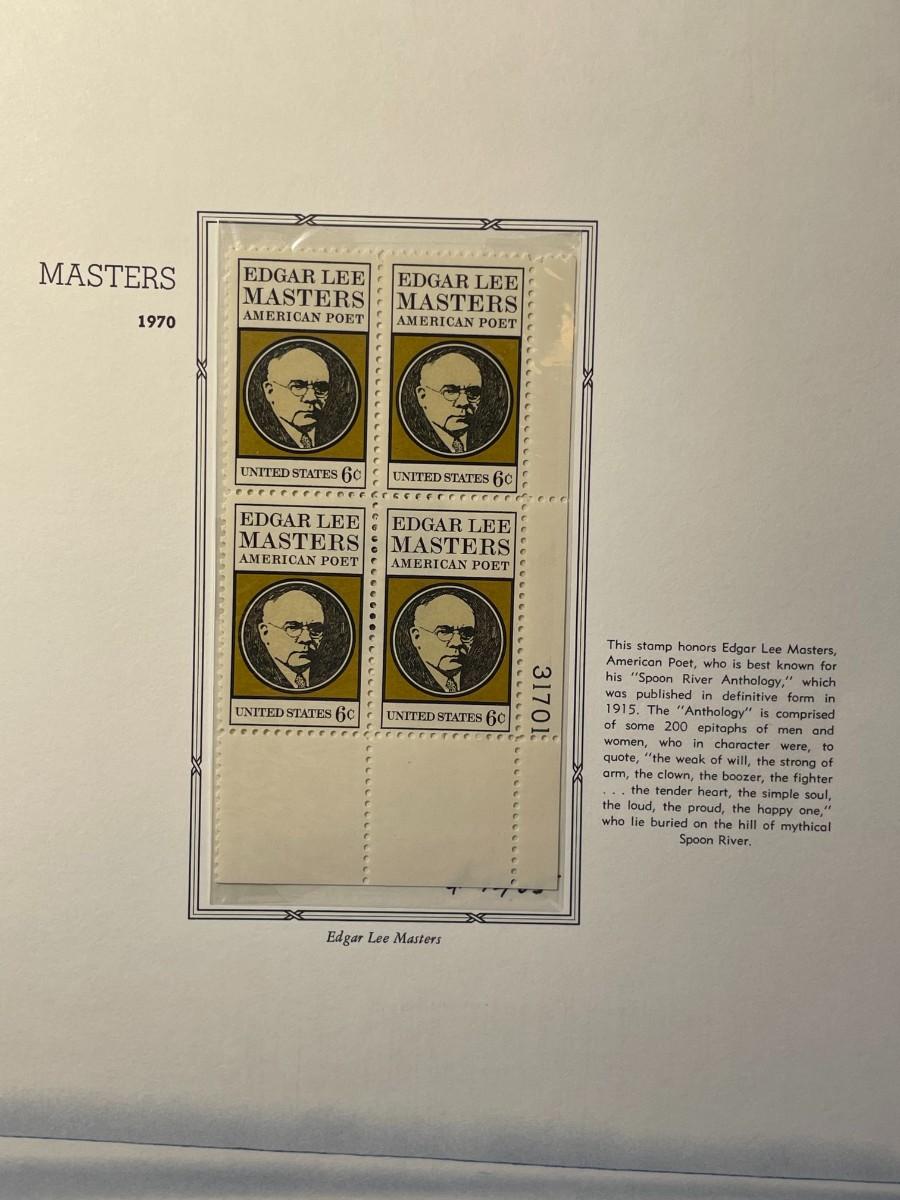 MASTERS
1970
EDGAR LEE
MASTERS
AMERICAN POET
UNITED STATES 6¢
EDGAR LEE
MASTERS
AMERICAN POET
UNITED STATES 6¢
EDGAR LEE
MASTERS
AMERICAN POET
UNITED STATES 6¢
EDGAR LEE
MASTERS
AMERICAN POET
UNITED STATES 6¢
31701
This stamp honors Edgar Lee Masters,
American Poet, who is best known for
his "Spoon River Anthology," which
was published in definitive form in
1915. The "Anthology" is comprised
of some 200 epitaphs of men and
women, who in character were, to
quote, "the weak of will, the strong of
arm, the clown, the boozer, the fighter
. . . the tender heart, the simple soul,
the loud, the proud, the happy one,"
who lie buried on the hill of mythical
Spoon River.
Edgar Lee Masters